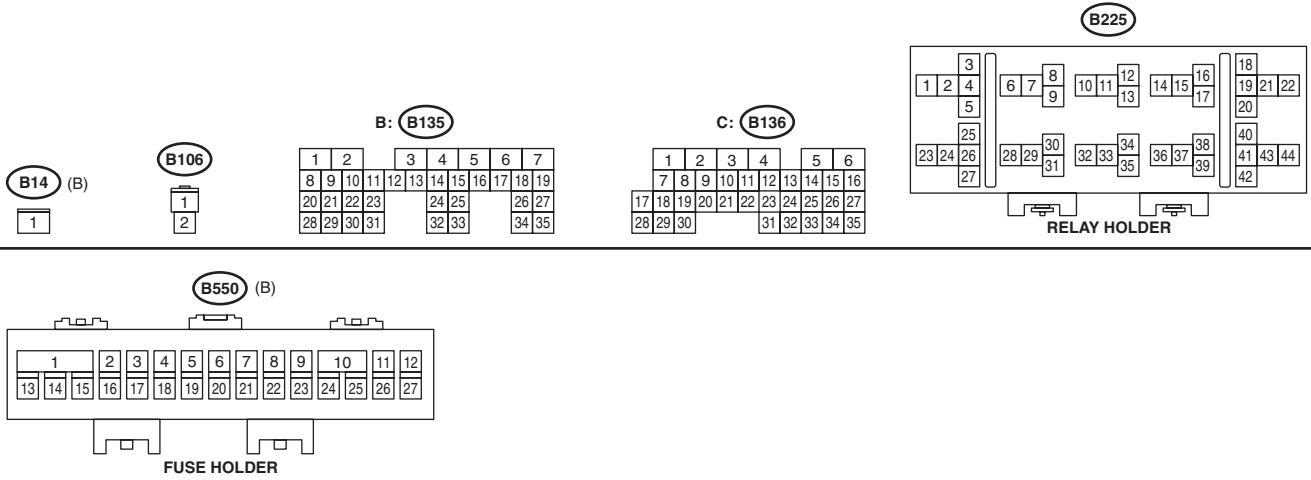 B14 (B)
1
B106
1
2
B: B135
1 2 3 4 5 6 7
8 9 10 11 12 13 14 15 16 17 18 19
20 21 22 23 24 25 26 27
28 29 30 31 32 33 34 35
C: B136
1 2 3 4 5 6
7 8 9 10 11 12 13 14 15 16
17 18 19 20 21 22 23 24 25 26 27
28 29 30 31 32 33 34 35
B225
3 8 12 16 18
1 2 4 6 7 10 11 14 15 19 21 22
5 9 13 17 20
25 30 34 38 40
23 24 26 28 29 32 33 36 37 41 43 44
27 31 35 39 42
RELAY HOLDER
B550 (B)
1 2 3 4 5 6 7 8 9 10 11 12
13 14 15 16 17 18 19 20 21 22 23 24 25 26 27
FUSE HOLDER